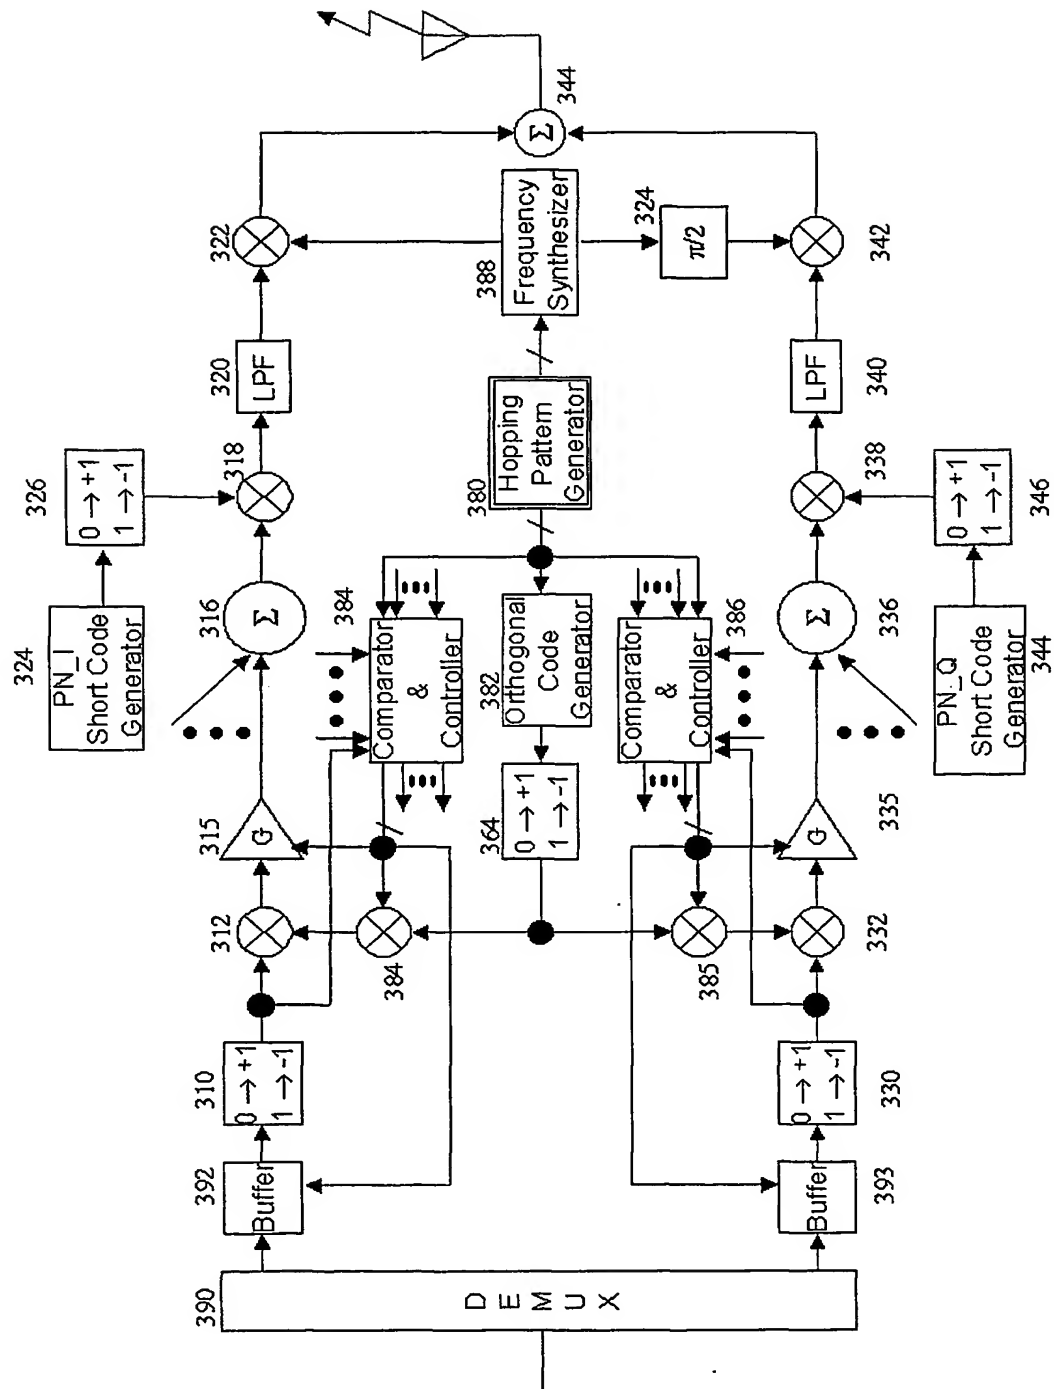 390
D E M U X
392
Buffer
310
0→+1
1→-1
312
315
G
324
PN_I
Short Code
Generator
326
0→+1
1→-1
316
Σ
318
320
LPF
322
384
384
Comparator
&
Controller
364
0→+1
1→-1
382
Orthogonal
Code
Generator
380
Hopping
Pattern
Generator
388
Frequency
Synthesizer
324
π/2
344
Σ
385
386
Comparator
&
Controller
393
Buffer
330
0→+1
1→-1
332
335
G
336
Σ
338
340
LPF
342
344
PN_Q
Short Code
Generator
346
0→+1
1→-1